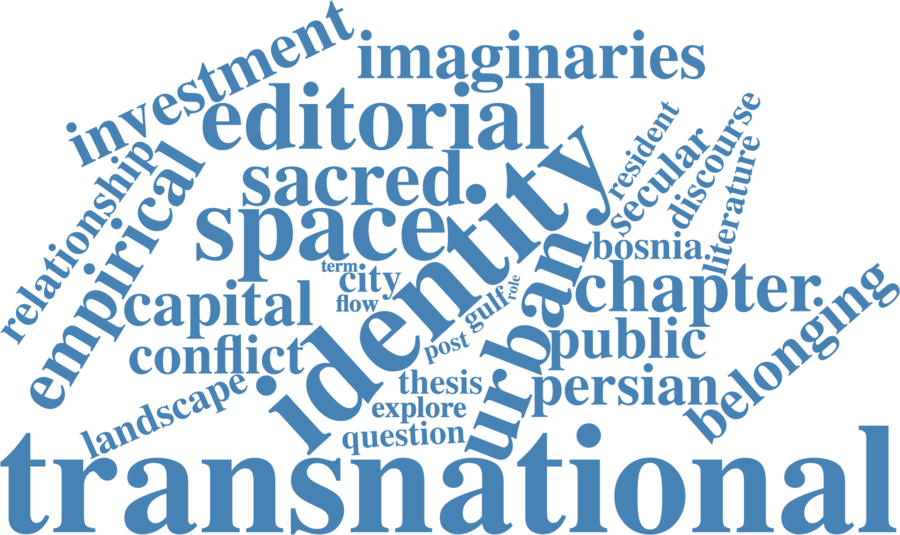 investment
imaginaries
editorial
resident
discourse
secular
literature
relationship
empirical
sacred
space
identity
urban
bosnia
term
city
flow
role
gulf
post
capital
conflict
chapter
public
persian
belonging
landscape
thesis
explore
question
transnational